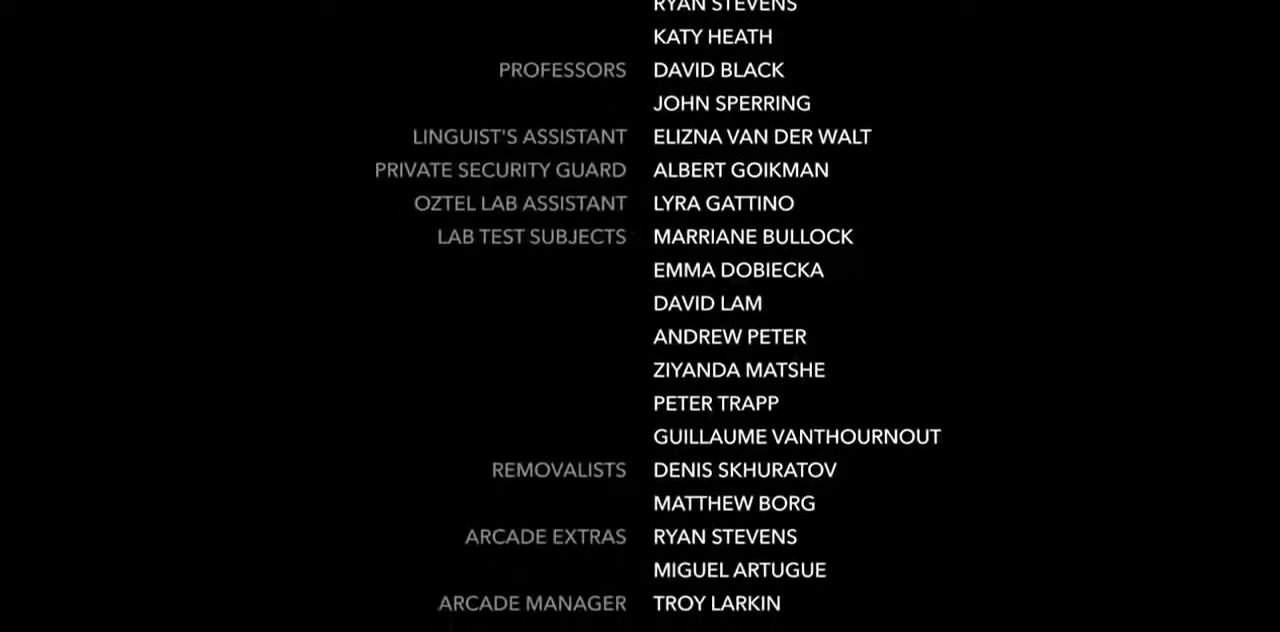 RYAN STEVENS
KATY HEATH
PROFESSORS DAVID BLACK
JOHN SPERRING
LINGUIST'S ASSISTANT ELIZNA VAN DER WALT
PRIVATE SECURITY GUARD ALBERT GOIKMAN
OZTEL LAB ASSISTANT LYRA GATTINO
LAB TEST SUBJECTS MARRIANE BULLOCK
EMMA DOBIECKA
DAVID LAM
ANDREW PETER
ZIYANDA MATSHE
PETER TRAPP
GUILLAUME VANTHOURNOUT
REMOVALISTS DENIS SKHURATOV
MATTHEW BORG
ARCADE EXTRAS RYAN STEVENS
MIGUEL ARTUGUE
ARCADE MANAGER TROY LARKIN